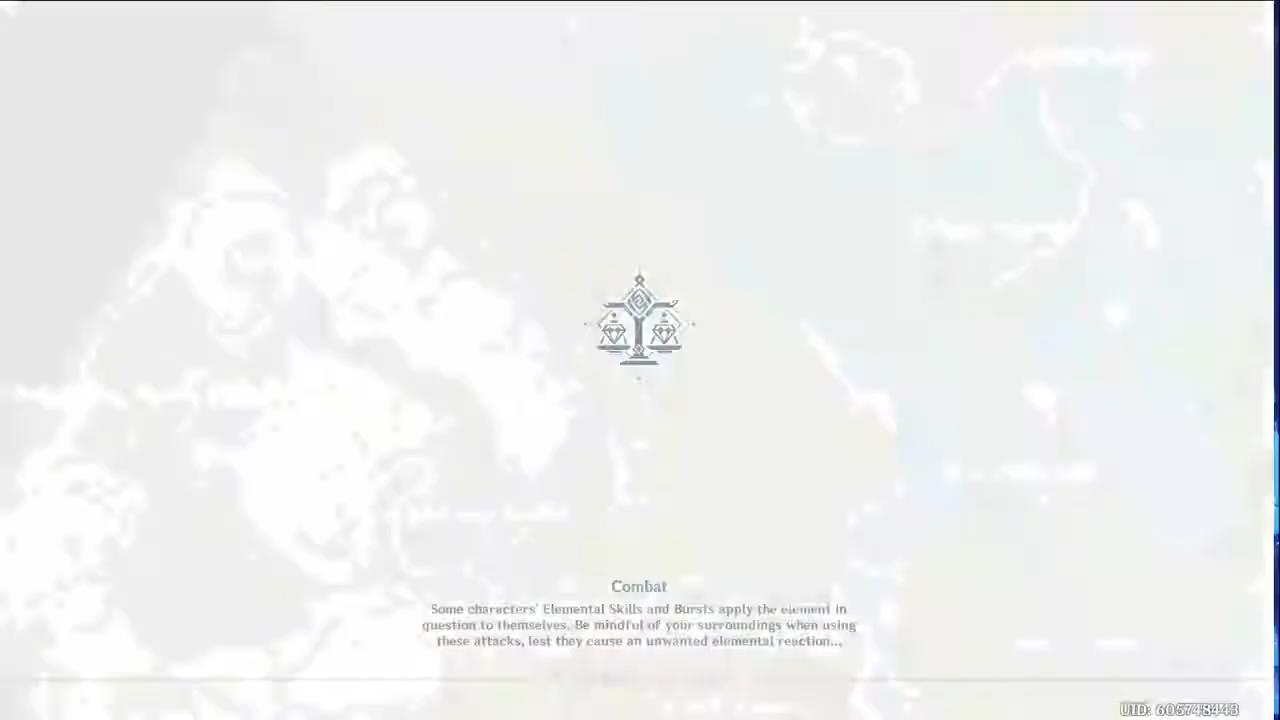 Combat
Some characters' Elemental Skills and Bursts apply the element in
question to themselves. Be mindful of your surroundings when using
these attacks, lest they cause an unwanted elemental reaction...
UID: 605748443